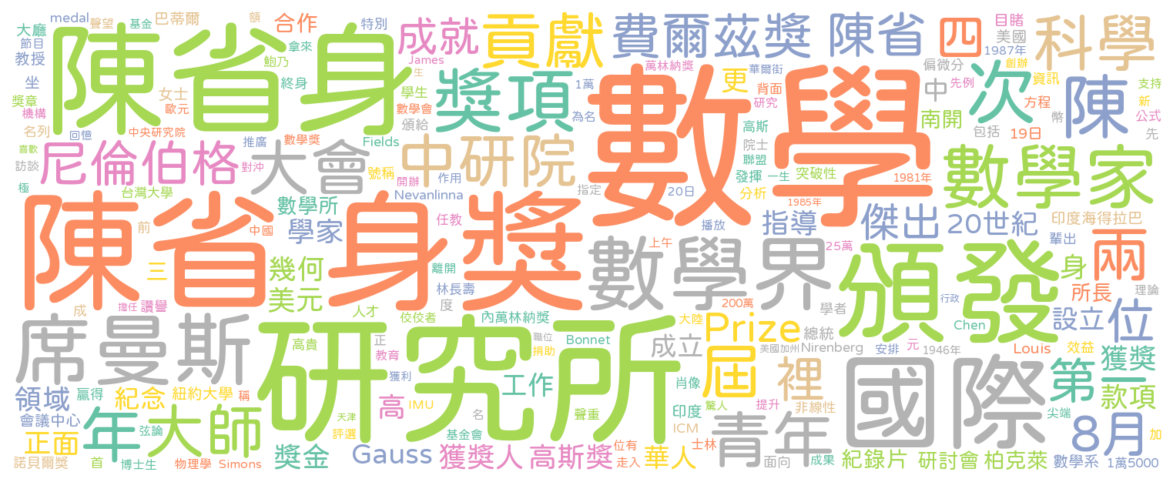 medal 聲望 基金 巴蒂爾 特別 領 合作 成就 貢獻 費爾茲獎 陳省 四 目睹 美國 1987年 科學
大廳 節目 教授 陳省身 拿來 鮑乃 James 萬林納獎 華爾街 偏微分 創辦 資訊
坐 女士 終身 獎項 生 1萬 更 背面 先例 中 次 方程 陳 支持 新
獎章 歐元 學生 數學會 為名 研究 南開 幣 公式
機構 名列 中央研究院 數學獎 頒給 數學 高斯 院士 包括 19日 先
回憶 推廣 Fields 聯盟
喜歡 訪談 尼倫伯格 對沖 大會 號稱 中研院 發揮 一生 突破性 數學家
極 開辦 作用 指定 20日 分析 1981年
台灣大學 數學所 Nevanlinna 1985年
前 中國 學家 任教 播放 指導 傑出 20世紀 印度海得拉巴
陳省身獎 上午 25萬 輩出 兩
三 幾何 離開 數學界 頒發 身
成 擔任 讚譽 美元 林長壽 度 所長 理論
人才 佼佼者 內萬林納獎 200萬 學者 行政 設立 位
席曼斯 高貴 正 職位 Bonnet 大陸 Prize 總統 Chen 效益
研究所 教育 捐助 成立 美國加州 Nirenberg 安排 元 1946年 Louis 獲獎
領域 贏得 紀念 紐約大學 稱 高 獲利 工作 肖像 屆 裡 國際 第一 款項
會議中心 天津 IMU 名 聲重 印度 驚人 提升 非線性 尖端
正面 弦論 年 大師 評選 基金會 ICM 青年 8月 加
諾貝爾獎 首 博士生 物理學 Simons 獎金 Gauss 獲獎人 高斯獎 位有 走入 華人 士林 面向 成果 紀錄片 研討會 柏克萊 數學系 1萬5000